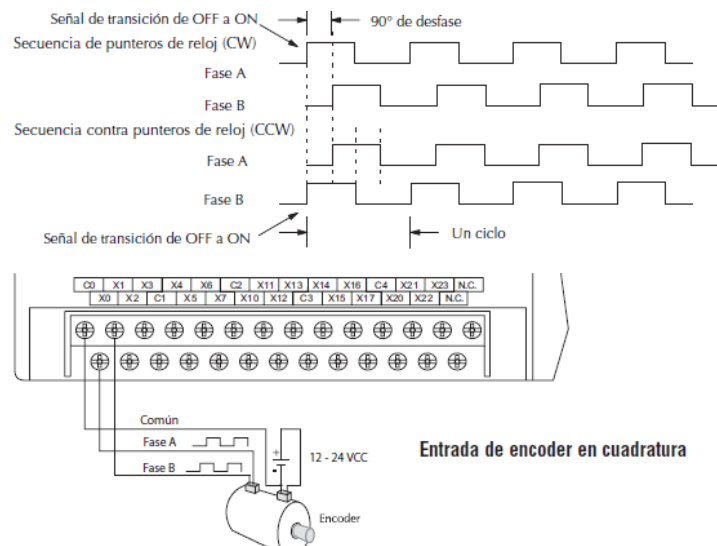 Señal de transición de OFF a ON
90° de desfase
Secuencia de punteros de reloj (CW)
Fase A
Fase B
Secuencia contra punteros de reloj (CCW)
Fase A
Fase B
Señal de transición de OFF a ON
Un ciclo
C0 X1 X3 X4 X6 C2 X11 X13 X14 X16 C4 X21 X23 N.C.
X0 X2 C1 X5 X7 X10 X12 C3 X15 X17 X20 X22 N.C.
Común
Fase A
+
12 - 24 VCC
Entrada de encoder en cuadratura
Fase B
-
Encoder